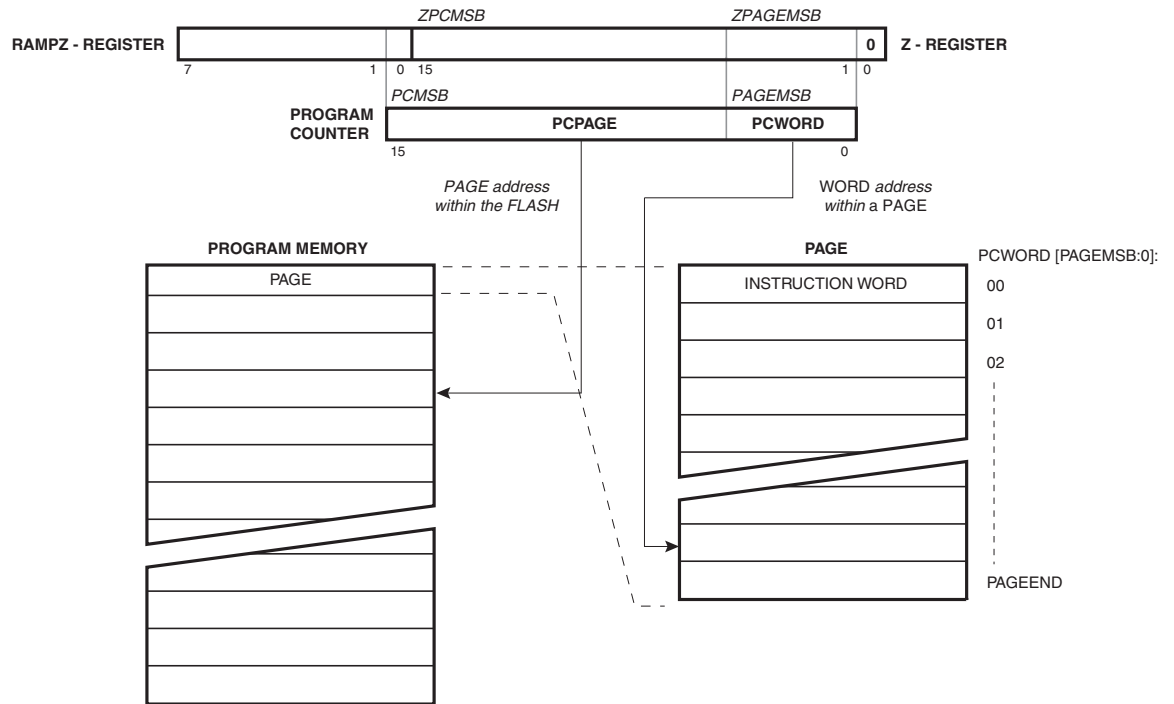 ZPCMSB ZPAGEMSB
RAMPZ - REGISTER 0 Z - REGISTER
7 1 0 15 1 0
PCMSB PAGEMSB
PROGRAM
COUNTER
PCPAGE PCWORD
15 0
PAGE address
within the FLASH
WORD address
within a PAGE
PROGRAM MEMORY
PAGE
PAGE
INSTRUCTION WORD
PCWORD [PAGEMSB:0]:
00
01
02
PAGEEND